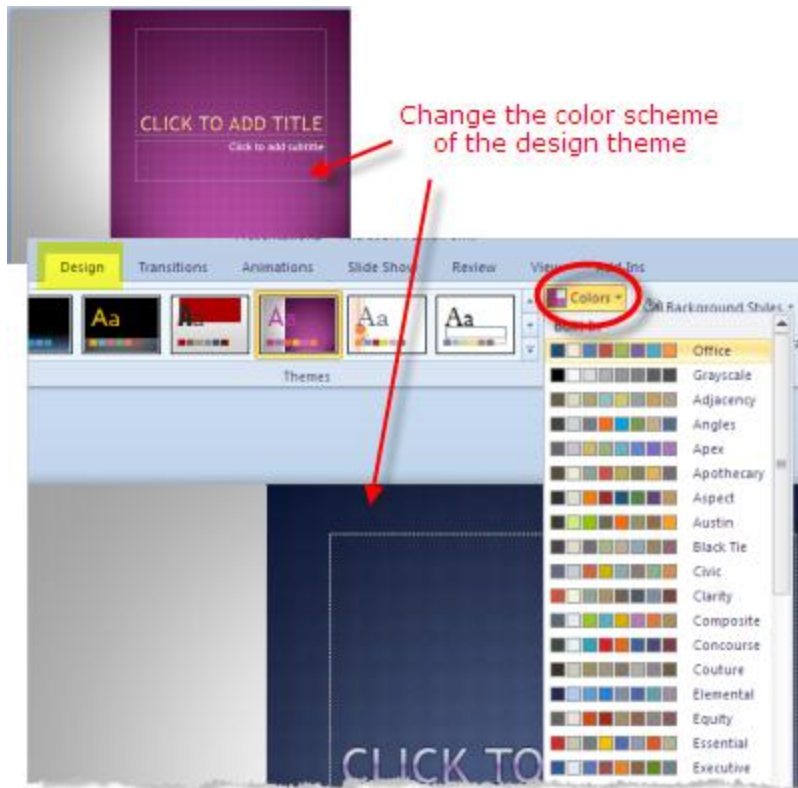 CLICK TO ADD TITLE
Click to add subtitle
Change the color scheme
of the design theme
Design Transitions Animations Slide Show Review View Add-Ins
Aa Aa Aa Aa Aa
Colors
Background Styles
Themes
Office
Grayscale
Adjacency
Angles
Apex
Apothecary
Aspect
Austin
Black Tie
Civic
Clarity
Composite
Concourse
Couture
Elemental
Equity
Essential
Executive
CLICK TO